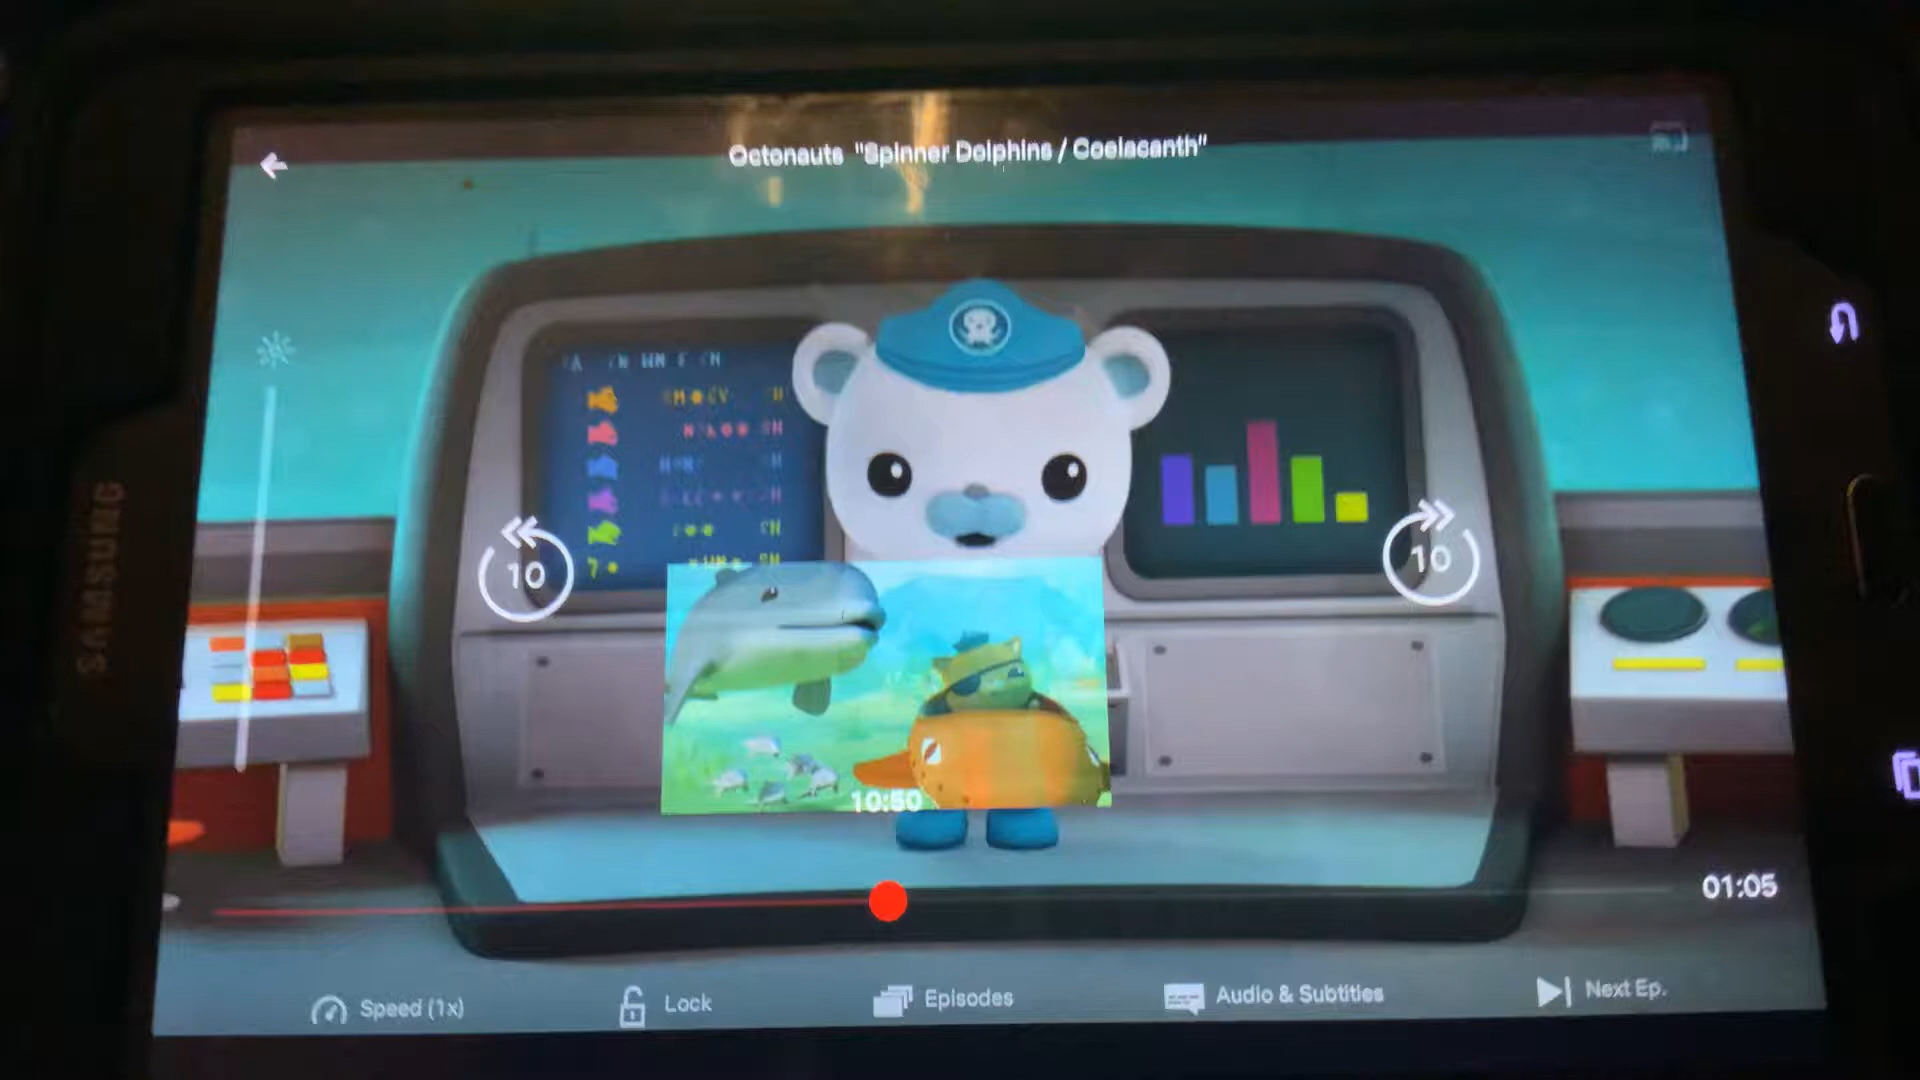 Octonauts "Spinner Dolphins / Coelacanth"
SAMSUNG
10
10
10:50
01:05
Speed (1x)
Lock
Episodes
Audio & Subtitles
Next Ep.